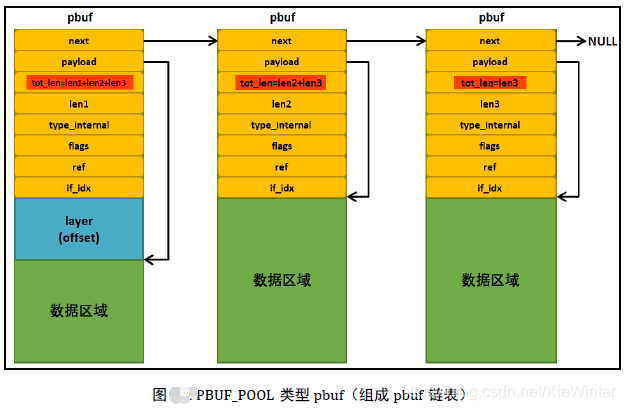 pbuf
next
payload
tot_len=len1+len2+len3
len1
type_internal
flags
ref
if_idx
layer
(offset)
数据区域
pbuf
next
payload
tot_len=len2+len3
len2
type_internal
flags
ref
if_idx
数据区域
pbuf
next
payload
tot_len=len3
len3
type_internal
flags
ref
if_idx
数据区域
NULL
图 PBUF_POOL 类型 pbuf（组成 pbuf 链表）
blog.csdn.net/XieWinter